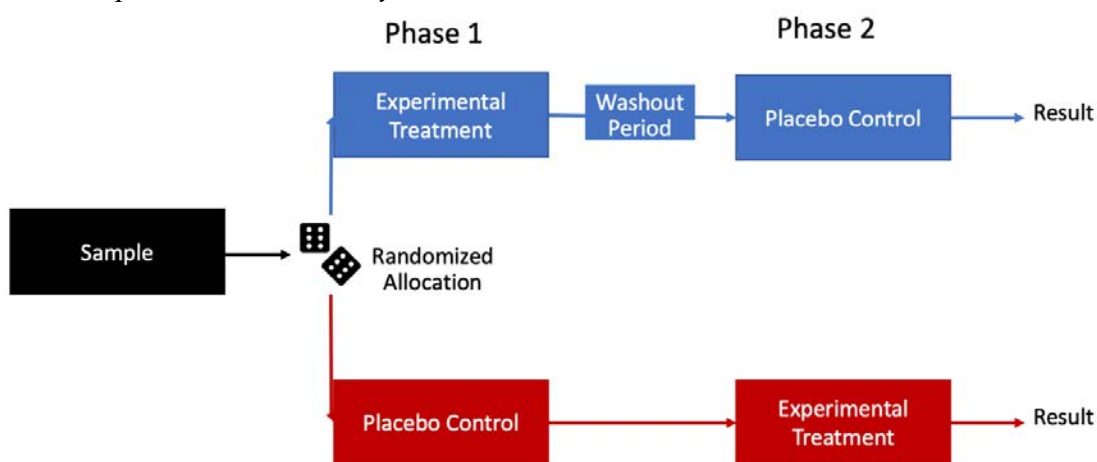 Phase 1
Phase 2
Experimental
Treatment
Washout
Period
Placebo Control
Result
Sample
Randomized
Allocation
Placebo Control
Experimental
Treatment
Result